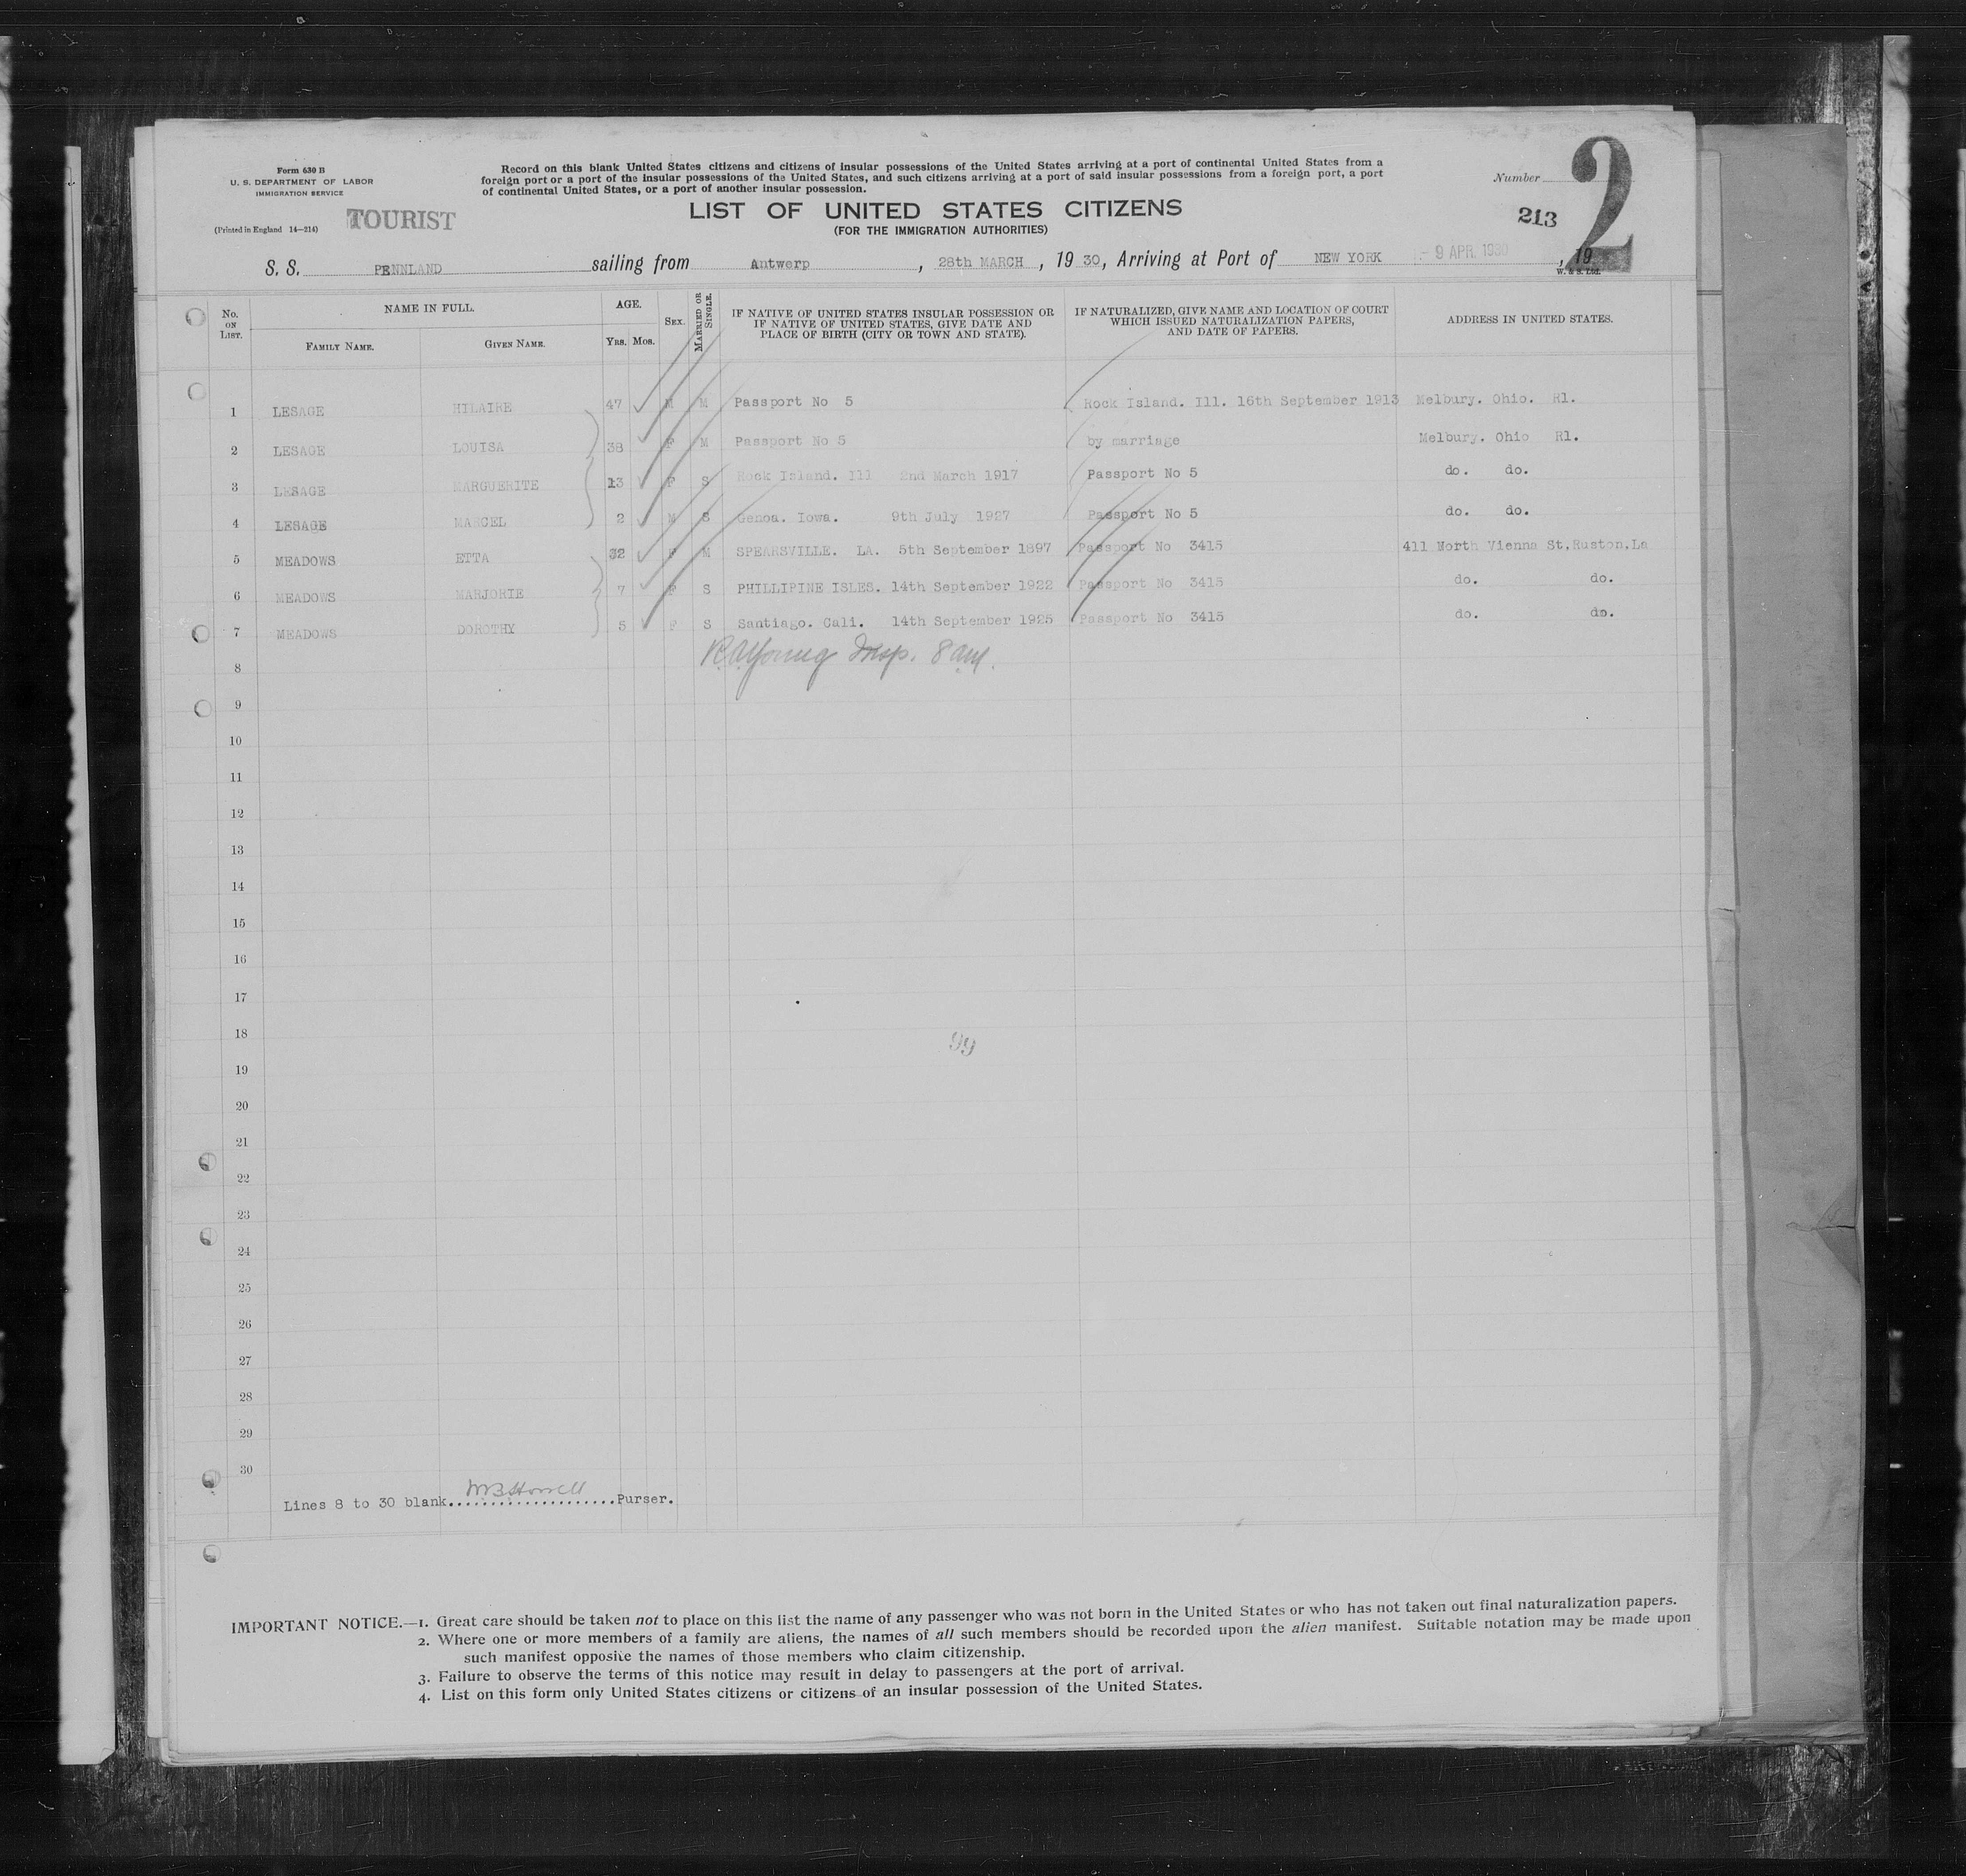 Form 630 B
U. S. DEPARTMENT OF LABOR
IMMIGRATION SERVICE
(Printed in England 14—214)
TOURIST
Record on this blank United States citizens and citizens of insular possessions of the United States arriving at a port of continental United States from a
foreign port or a port of the insular possessions of the United States, and such citizens arriving at a port of said insular possessions from a foreign port, a port
of continental United States, or a port of another insular possession.
LIST OF UNITED STATES CITIZENS
(FOR THE IMMIGRATION AUTHORITIES)
Number 2
213
S. S. PENNLAND sailing from Antwerp, 28th MARCH, 19 30, Arriving at Port of NEW YORK - 9 APR. 1930, 19
W. & S. Ltd.
No. ON LIST. NAME IN FULL. AGE. SEX. MARRIED OR SINGLE. IF NATIVE OF UNITED STATES INSULAR POSSESSION OR IF NATIVE OF UNITED STATES, GIVE DATE AND PLACE OF BIRTH (CITY OR TOWN AND STATE). IF NATURALIZED, GIVE NAME AND LOCATION OF COURT WHICH ISSUED NATURALIZATION PAPERS, AND DATE OF PAPERS. ADDRESS IN UNITED STATES.
FAMILY NAME. GIVEN NAME. YRS. MOS.
1 LESAGE HILAIRE 47 M M Passport No 5 Rock Island. Ill. 16th September 1913 Melbury. Ohio. R1.
2 LESAGE LOUISA 38 F M Passport No 5 by marriage Melbury. Ohio R1.
3 LESAGE MARGUERITE 13 F S Rock Island. Ill 2nd March 1917 Passport No 5 do. do.
4 LESAGE MARCEL 2 M S Genoa. Iowa. 9th July 1927 Passport No 5 do. do.
5 MEADOWS ETTA 32 F M SPEARSVILLE. LA. 5th September 1897 Passport No 3415 411 North Vienna St,Ruston.La
6 MEADOWS MARJORIE 7 F S PHILLIPINE ISLES. 14th September 1922 Passport No 3415 do. do.
7 MEADOWS DOROTHY 5 F S Santiago. Cali. 14th September 1925 Passport No 3415 do. do.
8 R.A.Young Insp. 8 am.
9
10
11
12
13
14
15
16
17
18 99
19
20
21
22
23
24
25
26
27
28
29
30
Lines 8 to 30 blank....................Purser.
IMPORTANT NOTICE.—1. Great care should be taken not to place on this list the name of any passenger who was not born in the United States or who has not taken out final naturalization papers.
2. Where one or more members of a family are aliens, the names of all such members should be recorded upon the alien manifest. Suitable notation may be made upon
such manifest opposite the names of those members who claim citizenship.
3. Failure to observe the terms of this notice may result in delay to passengers at the port of arrival.
4. List on this form only United States citizens or citizens of an insular possession of the United States.